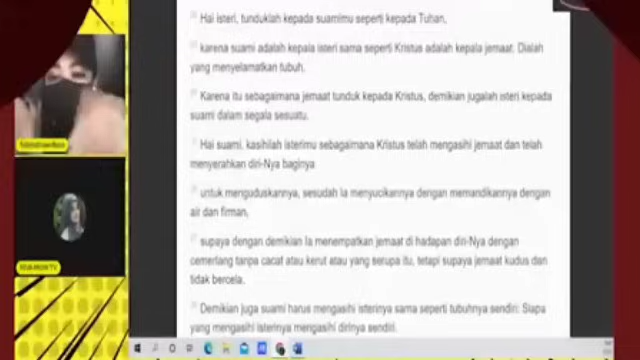 Hai isteri, tunduklah kepada suamimu seperti kepada Tuhan,
karena suami adalah kepala isteri sama seperti Kristus adalah kepala jemaat. Dialah
yang menyelamatkan tubuh.
Karena itu sebagaimana jemaat tunduk kepada Kristus, demikian jugalah isteri kepada
suami dalam segala sesuatu.
Hai suami, kasihilah isterimu sebagaimana Kristus telah mengasihi jemaat dan telah
menyerahkan diri-Nya baginya
untuk menguduskannya, sesudah Ia menyucikannya dengan memandikannya dengan
air dan firman,
supaya dengan demikian Ia menempatkan jemaat di hadapan diri-Nya dengan
cemerlang tanpa cacat atau kerut atau yang serupa itu, tetapi supaya jemaat kudus dan
tidak bercela.
Demikian juga suami harus mengasihi isterinya sama seperti tubuhnya sendiri: Siapa
yang mengasihi isterinya mengasihi dirinya sendiri.